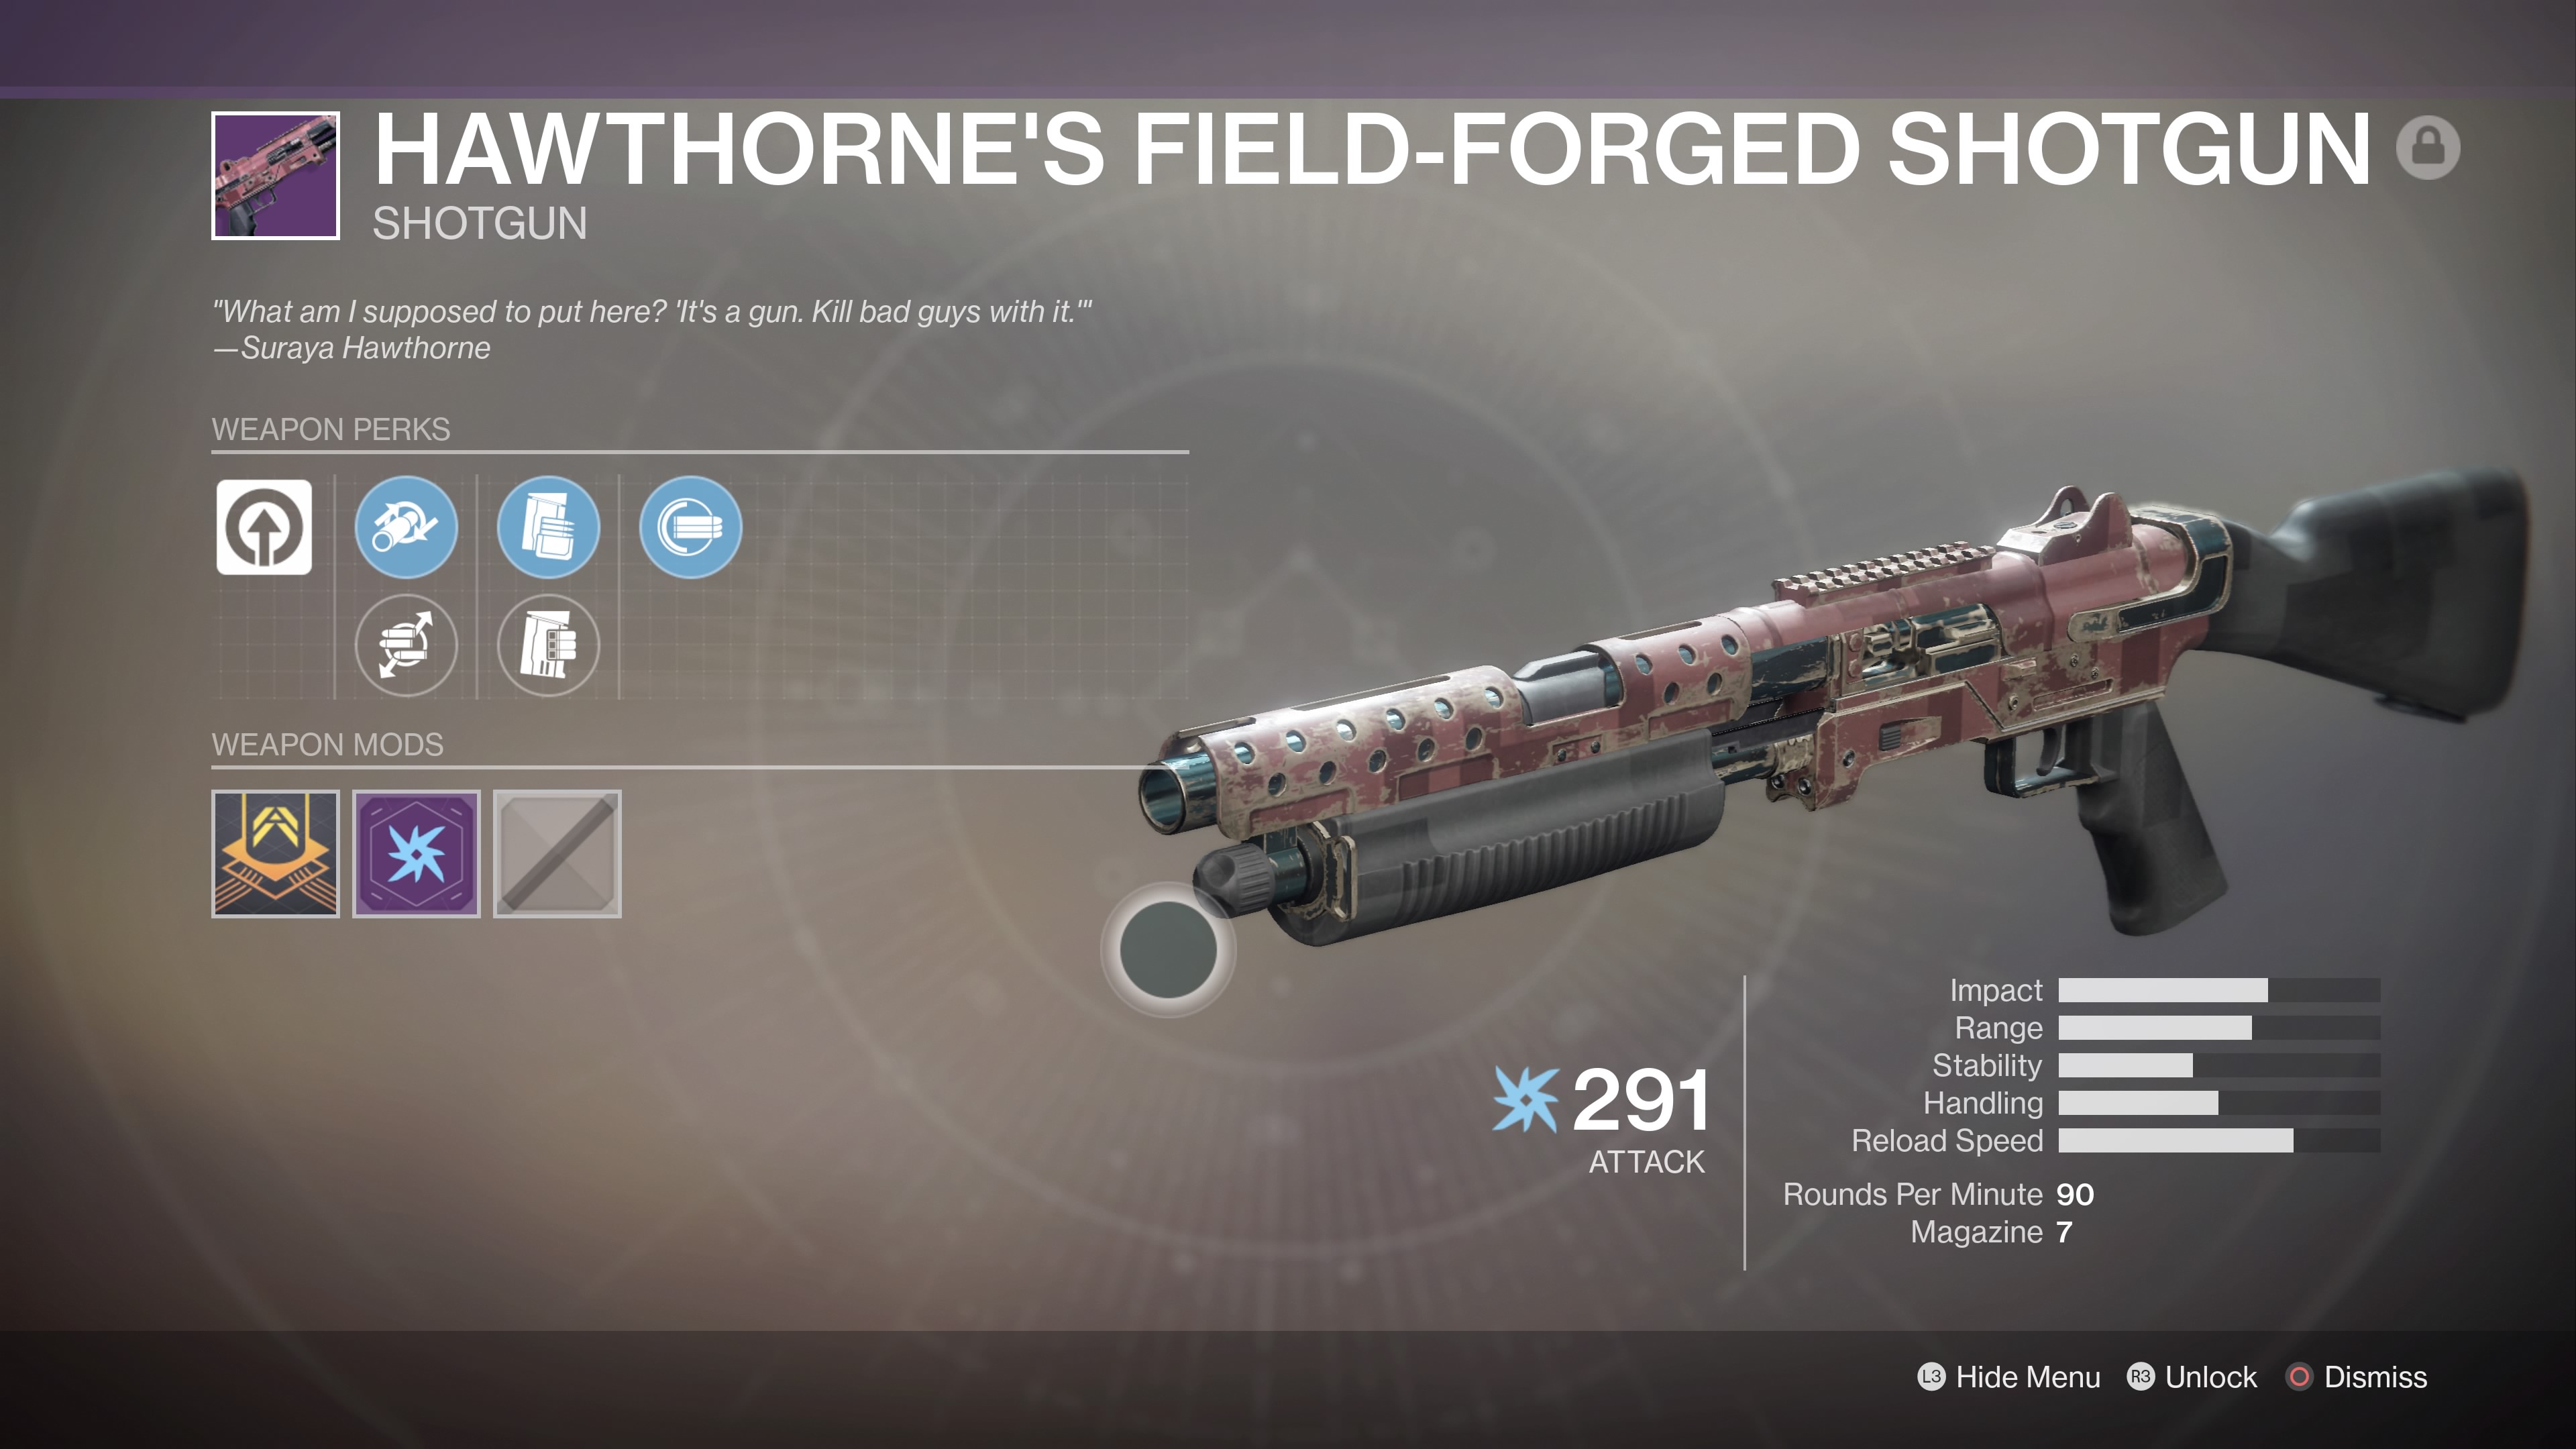 HAWTHORNE'S FIELD-FORGED SHOTGUN
SHOTGUN
"What am I supposed to put here? 'It's a gun. Kill bad guys with it.'"
—Suraya Hawthorne
WEAPON PERKS
WEAPON MODS
291
ATTACK
Impact
Range
Stability
Handling
Reload Speed
Rounds Per Minute 90
Magazine 7
L3 Hide Menu R3 Unlock Dismiss